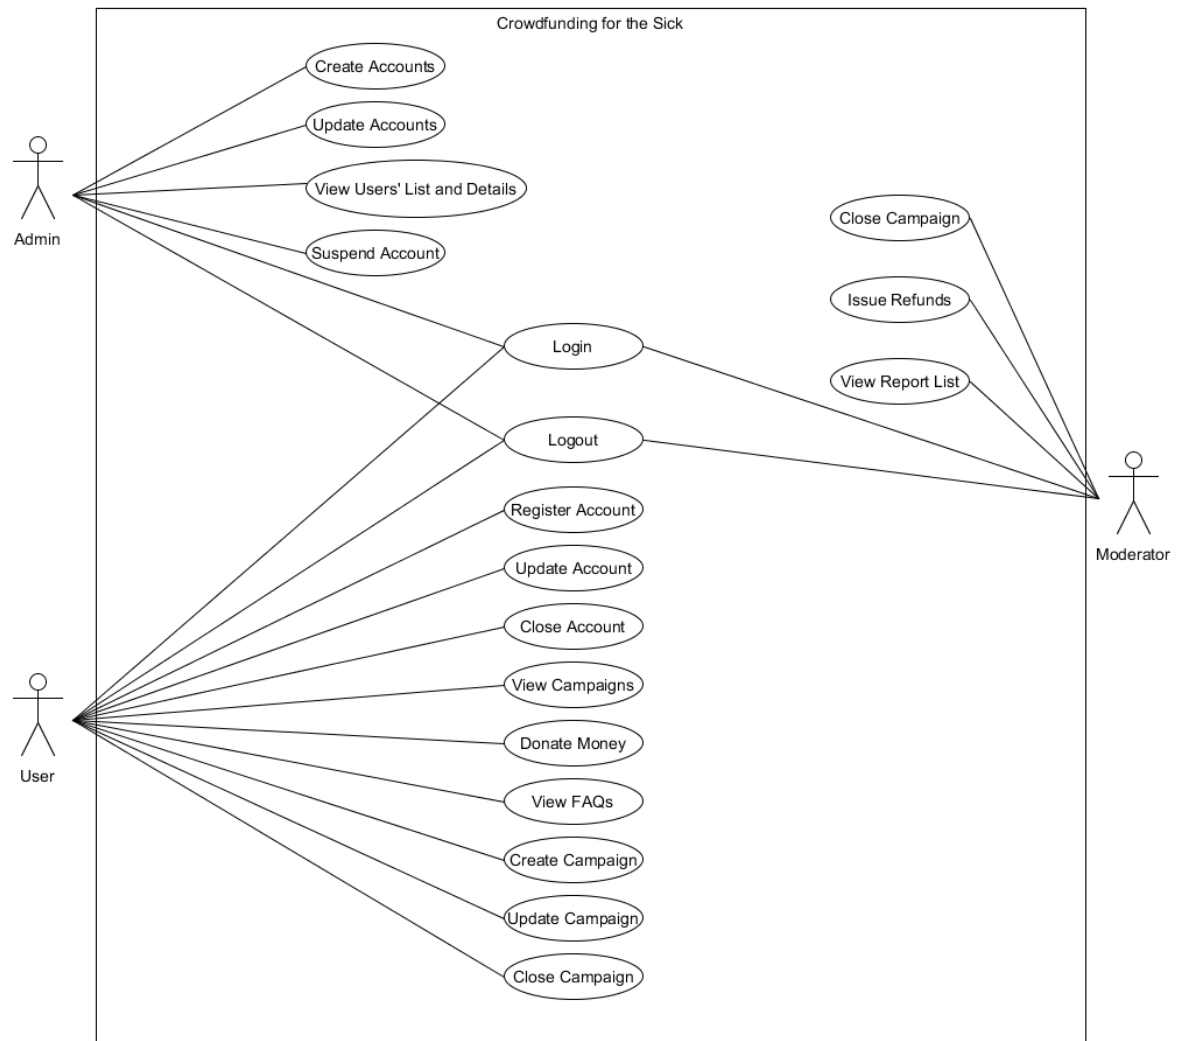 Crowdfunding for the Sick
Create Accounts
Update Accounts
View Users' List and Details
Suspend Account
Admin
Close Campaign
Issue Refunds
View Report List
Login
Logout
Moderator
Register Account
Update Account
Close Account
View Campaigns
Donate Money
View FAQs
Create Campaign
Update Campaign
Close Campaign
User